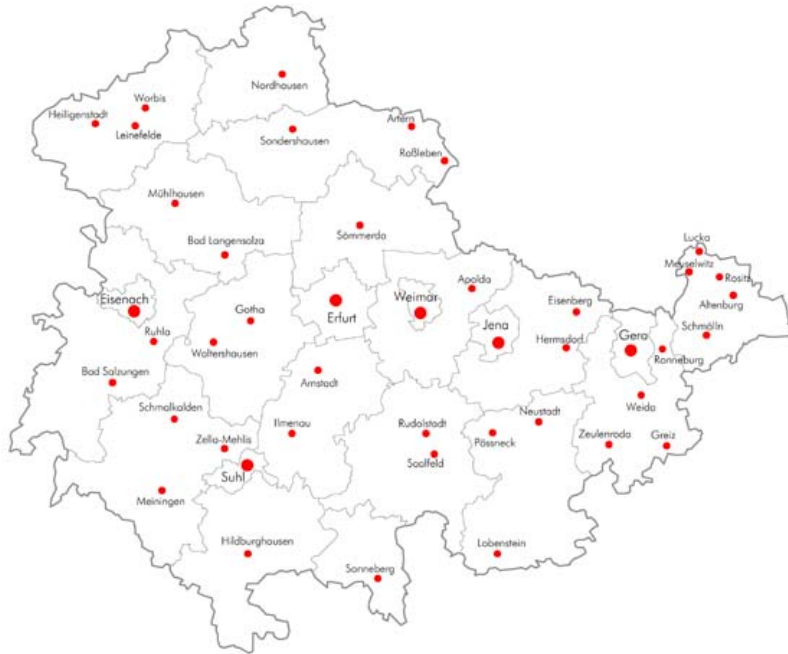 Nordhausen
Worbis
Heiligenstadt
Leinefelde
Artern
Sondershausen
Roßleben
Mühlhausen
Sömmerda
Lucka
Bad Langensalza
Meuselwitz
Rositz
Apolda
Altenburg
Eisenach
Weimar
Eisenberg
Gotha
Erfurt
Jena
Schmölln
Ruhla
Gera
Hermsdorf
Waltershausen
Ronneburg
Bad Salzungen
Arnstadt
Schmalkalden
Weida
Ilmenau
Rudolstadt
Neustadt
Zella-Mehlis
Pössneck
Zeulenroda
Greiz
Saalfeld
Suhl
Meiningen
Hildburghausen
Lobenstein
Sonneberg